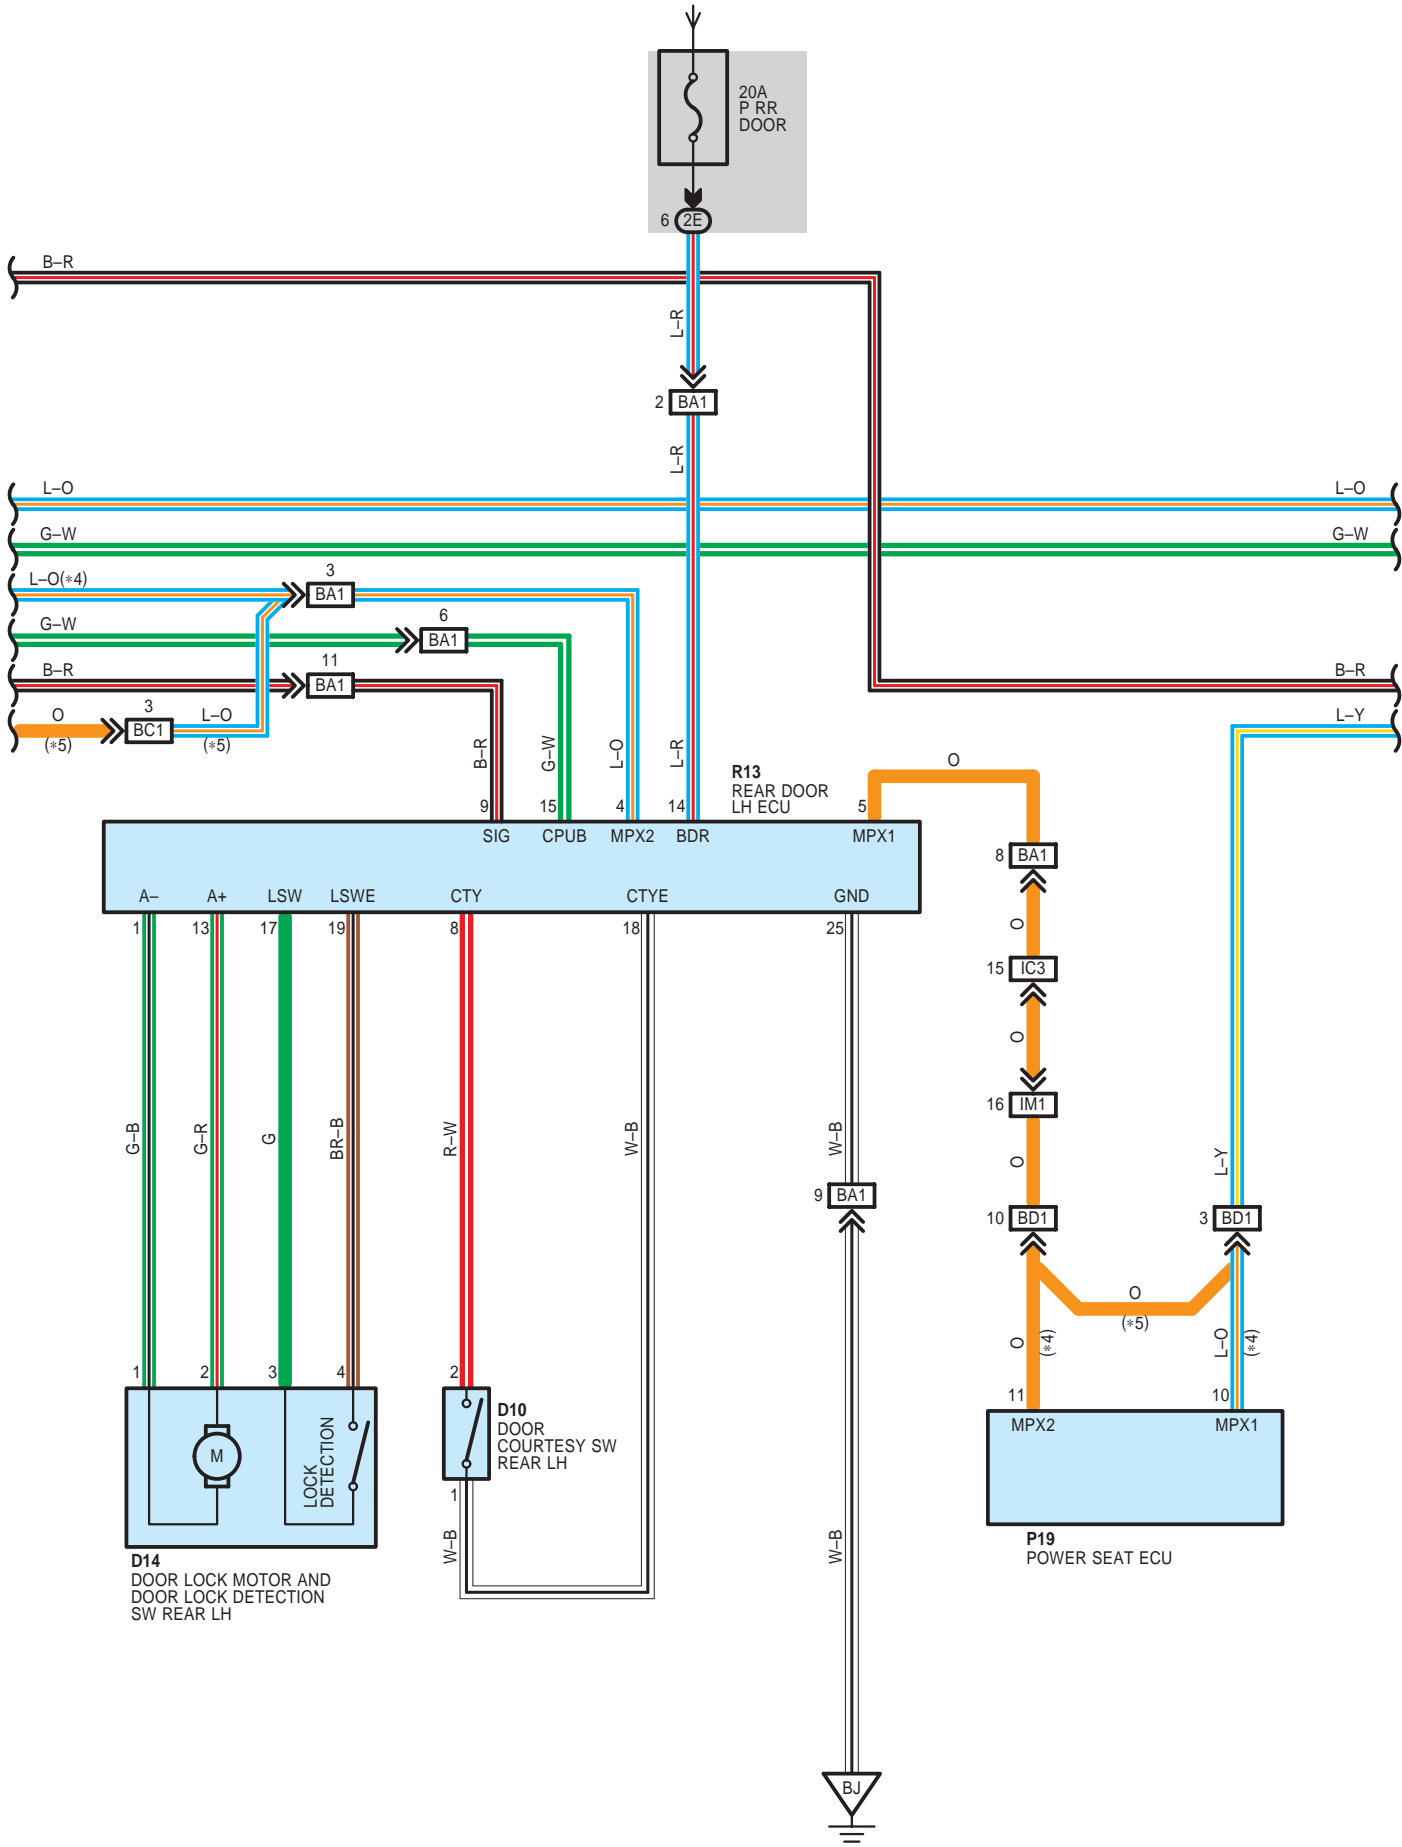 20A
P RR
DOOR
6 2E
B–R
L–R
2 BA1
L–R
L–O L–O
G–W G–W
L–O(∗4) 3
BA1
G–W 6
BA1
B–R 11 B–R
BA1
O 3 L–O L–Y
BC1
(∗5) (∗5)
B–R G–W L–O L–R
R13
REAR DOOR
LH ECU
O
9 15 4 14 5
SIG CPUB MPX2 BDR MPX1
8 BA1
A– A+ LSW LSWE CTY CTYE GND
1 13 17 19 8 18 25
O
15 IC3
O
16 IM1
G–B G–R G BR–B R–W W–B W–B O L–Y
9 BA1
10 BD1 3 BD1
O
(∗5)
O (∗4) L–O (∗4)
1 2 3 4 2
11 10
MPX2 MPX1
M
LOCK
DETECTION
D10
DOOR
COURTESY SW
REAR LH
1
W–B W–B
P19
POWER SEAT ECU
D14
DOOR LOCK MOTOR AND
DOOR LOCK DETECTION
SW REAR LH
BJ